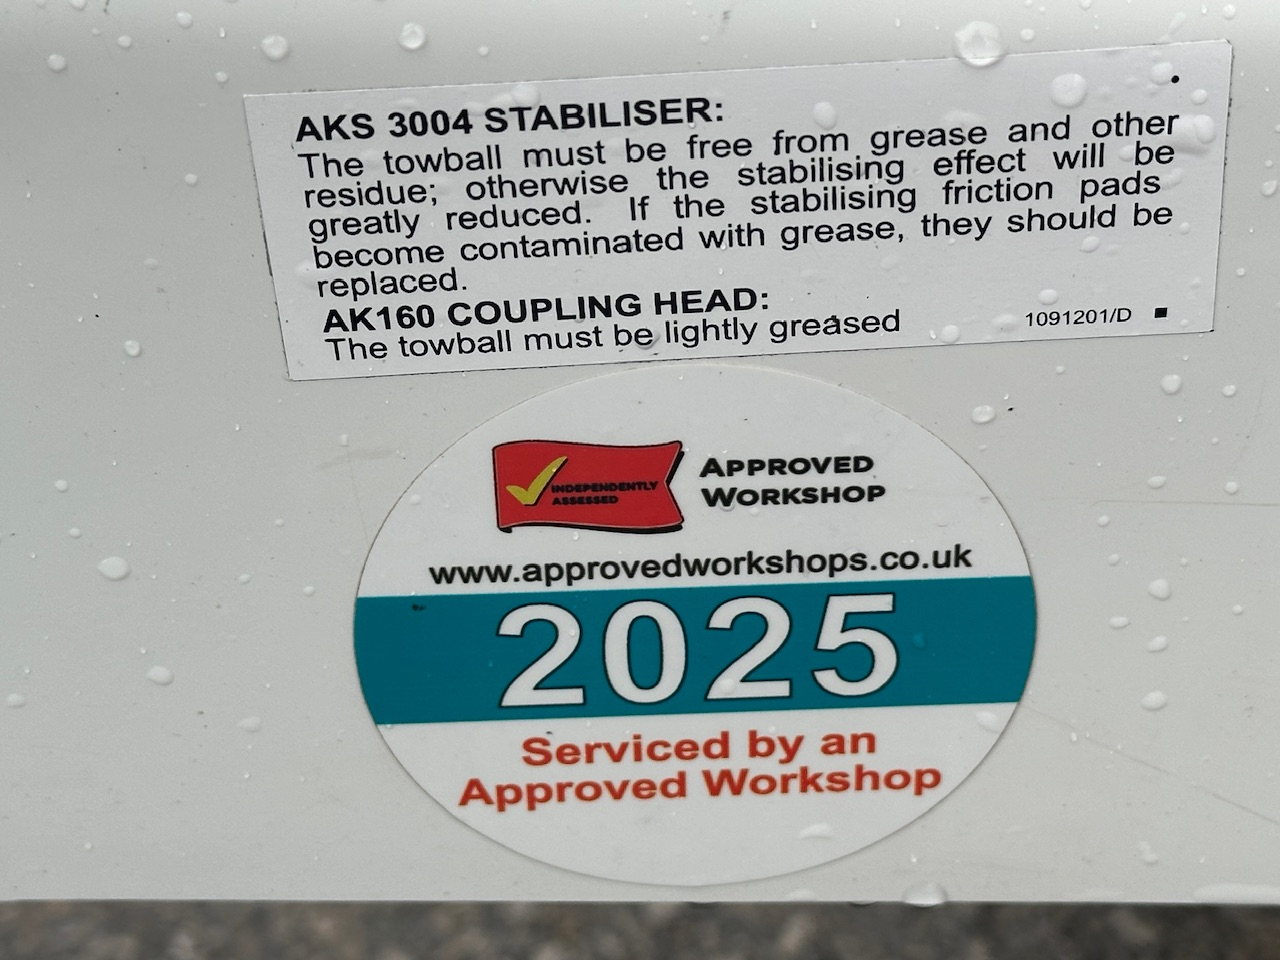 AKS 3004 STABILISER:
The towball must be free from grease and other
residue; otherwise the stabilising effect will be
greatly reduced. If the stabilising friction pads
become contaminated with grease, they should be
replaced.
AK160 COUPLING HEAD:
The towball must be lightly greased
1091201/D
INDEPENDENTLY
ASSESSED
APPROVED
WORKSHOP
www.approvedworkshops.co.uk
2025
Serviced by an
Approved Workshop